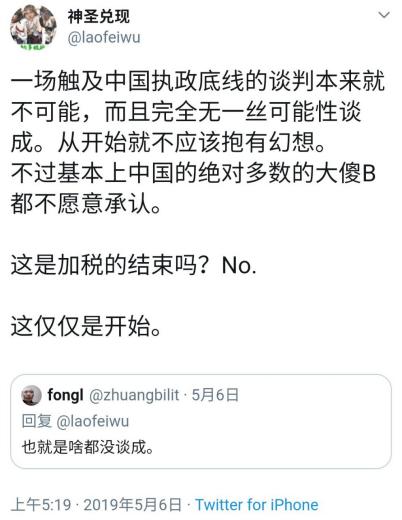 神圣兑现
@laofeiwu
一场触及中国执政底线的谈判本来就
不可能，而且完全无一丝可能性谈
成。从开始就不应该抱有幻想。
不过基本上中国的绝对多数的大傻B
都不愿意承认。
这是加税的结束吗？No.
这仅仅是开始。
fongl @zhuangbilit · 5月6日
回复 @laofeiwu
也就是啥都没谈成。
上午5:19 · 2019年5月6日 · Twitter for iPhone